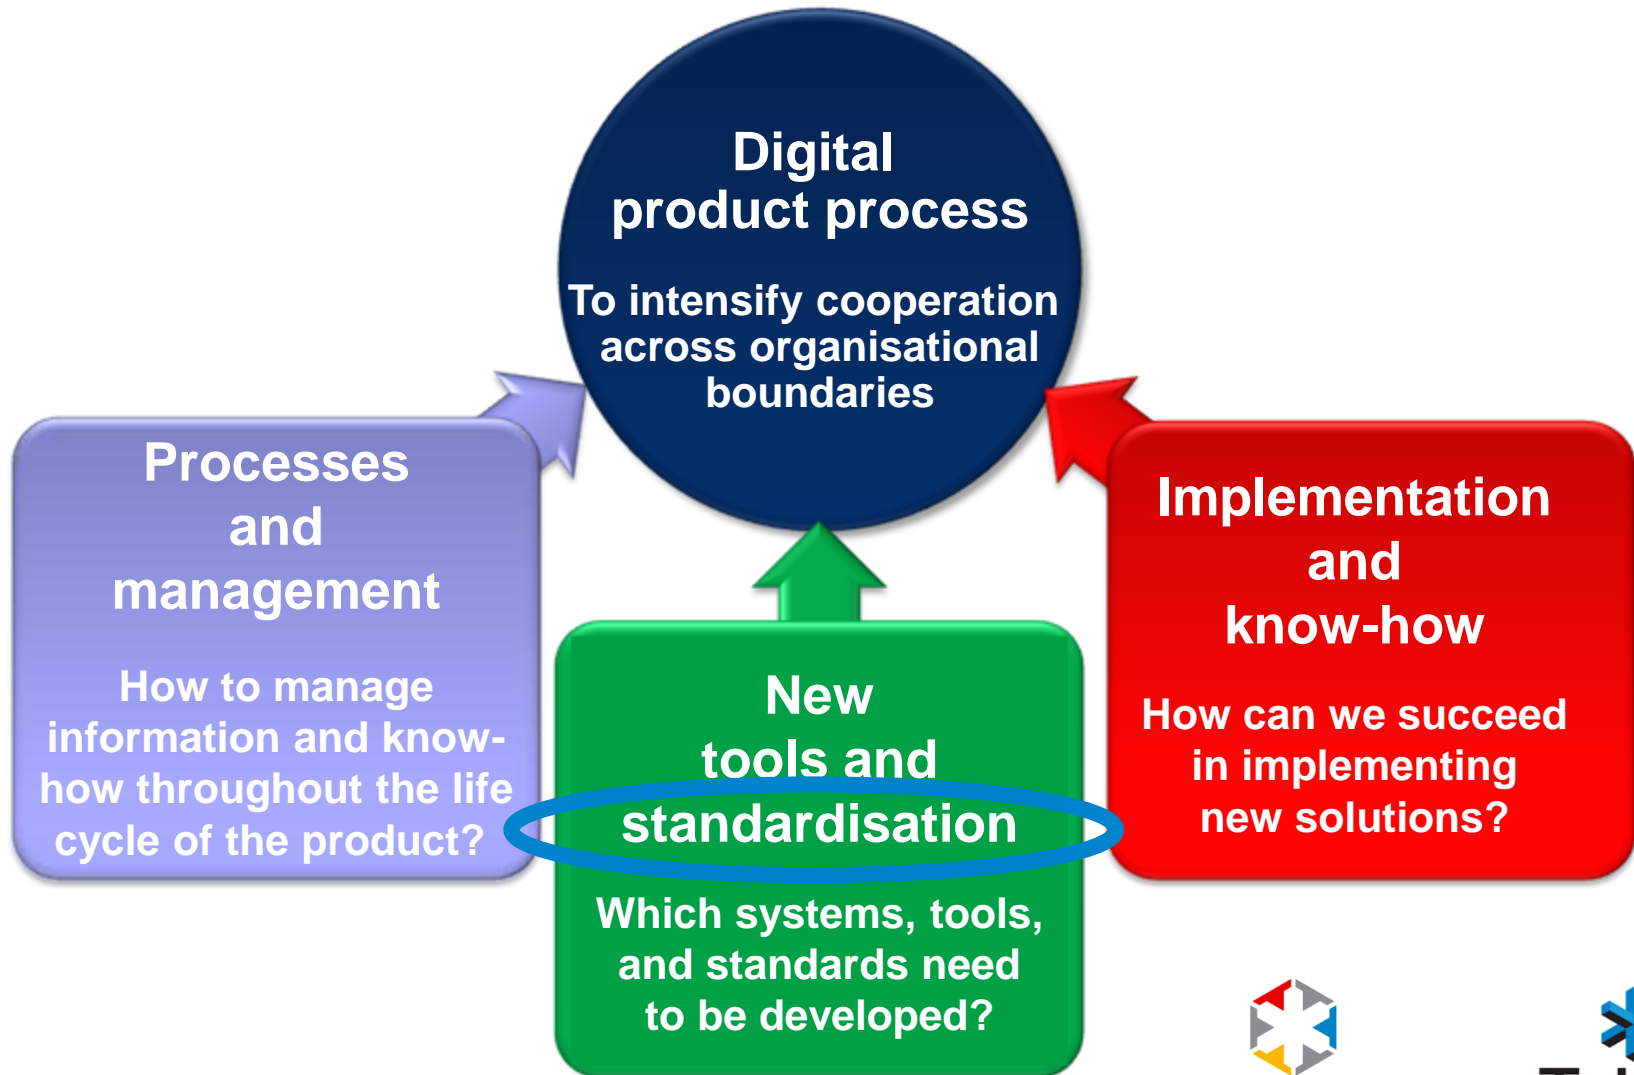 Digital
product process
To intensify cooperation
across organisational
boundaries
Processes
and
management
How to manage
information and know-
how throughout the life
cycle of the product?
New
tools and
standardisation
Which systems, tools,
and standards need
to be developed?
Implementation
and
know-how
How can we succeed
in implementing
new solutions?